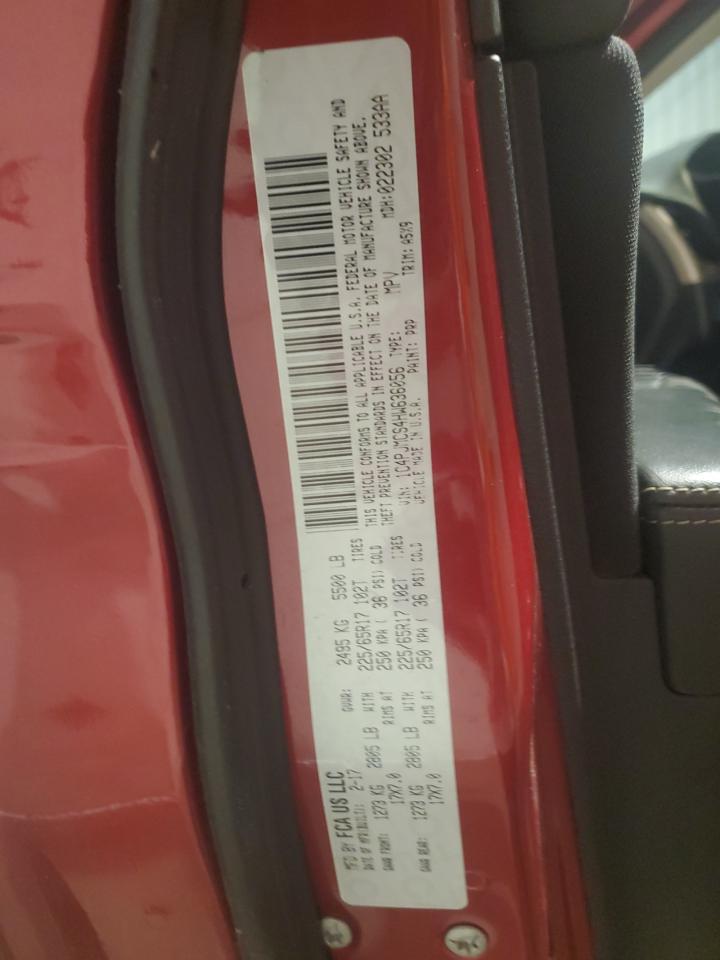 MFD BY FCA US LLC
DATE OF MFR(BUILT): 2-17 GVWR: 2495 KG 5500 LB
GAWR FRONT: 1273 KG 2805 LB WITH 225/65R17 102T TIRES
17X7.0 RIMS AT 250 KPA ( 36 PSI) COLD
GAWR REAR: 1273 KG 2805 LB WITH 225/65R17 102T TIRES
17X7.0 RIMS AT 250 KPA ( 36 PSI) COLD
THIS VEHICLE CONFORMS TO ALL APPLICABLE U.S.A. FEDERAL MOTOR VEHICLE SAFETY AND
THEFT PREVENTION STANDARDS IN EFFECT ON THE DATE OF MANUFACTURE SHOWN ABOVE.
VIN: 1C4PJMCS4HW636056 TYPE: MPV MDH:022302 533AA
VEHICLE MADE IN U.S.A. PAINT: PRP TRIM: A5X9